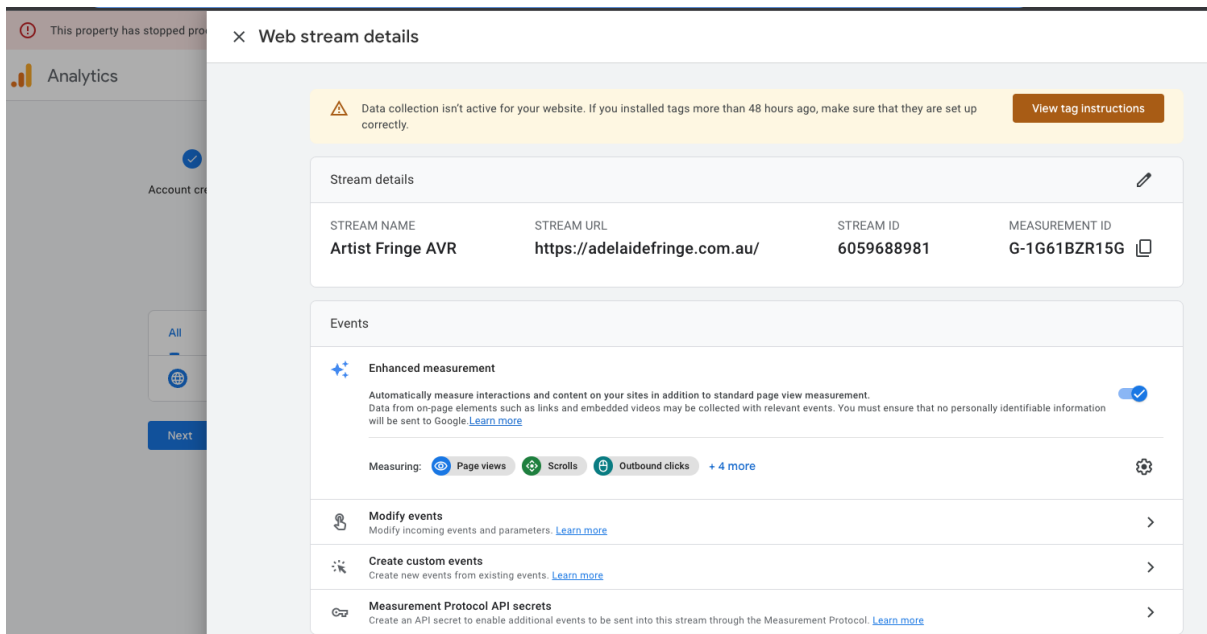 This property has stopped pro
Web stream details
Analytics
Data collection isn't active for your website. If you installed tags more than 48 hours ago, make sure that they are set up
correctly.
View tag instructions
Account cre
Stream details
STREAM NAME STREAM URL STREAM ID MEASUREMENT ID
Artist Fringe AVR https://adelaidefringe.com.au/ 6059688981 G-1G61BZR15G
Events
All
Enhanced measurement
Automatically measure interactions and content on your sites in addition to standard page view measurement.
Data from on-page elements such as links and embedded videos may be collected with relevant events. You must ensure that no personally identifiable information
will be sent to Google.Learn more
Next
Measuring: Page views Scrolls Outbound clicks + 4 more
Modify events
Modify incoming events and parameters. Learn more
Create custom events
Create new events from existing events. Learn more
Measurement Protocol API secrets
Create an API secret to enable additional events to be sent into this stream through the Measurement Protocol. Learn more